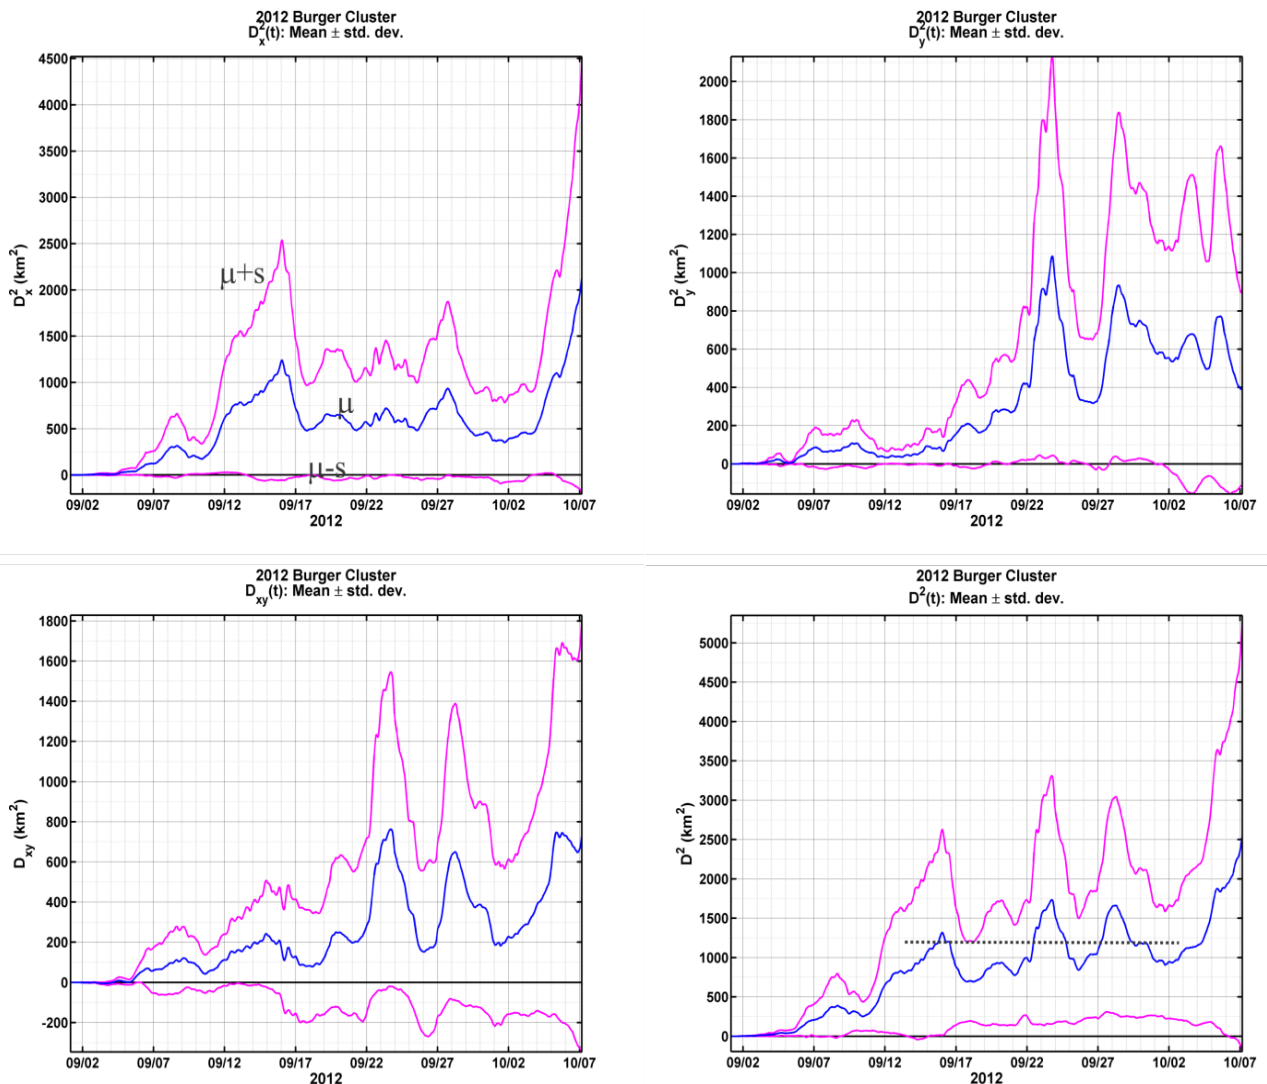 2012 Burger Cluster
D²ₓ(t): Mean ± std. dev.
4500
4000
3500
3000
2500
2000
1500
1000
500
0
D²ₓ (km²)
μ+s
μ
μ-s
09/02 09/07 09/12 09/17 09/22 09/27 10/02 10/07
2012
2012 Burger Cluster
D²y(t): Mean ± std. dev.
2000
1800
1600
1400
1200
1000
800
600
400
200
0
D²y (km²)
09/02 09/07 09/12 09/17 09/22 09/27 10/02 10/07
2012
2012 Burger Cluster
Dxy(t): Mean ± std. dev.
1800
1600
1400
1200
1000
800
600
400
200
0
-200
Dxy (km²)
09/02 09/07 09/12 09/17 09/22 09/27 10/02 10/07
2012
2012 Burger Cluster
D²(t): Mean ± std. dev.
5000
4500
4000
3500
3000
2500
2000
1500
1000
500
0
D² (km²)
09/02 09/07 09/12 09/17 09/22 09/27 10/02 10/07
2012